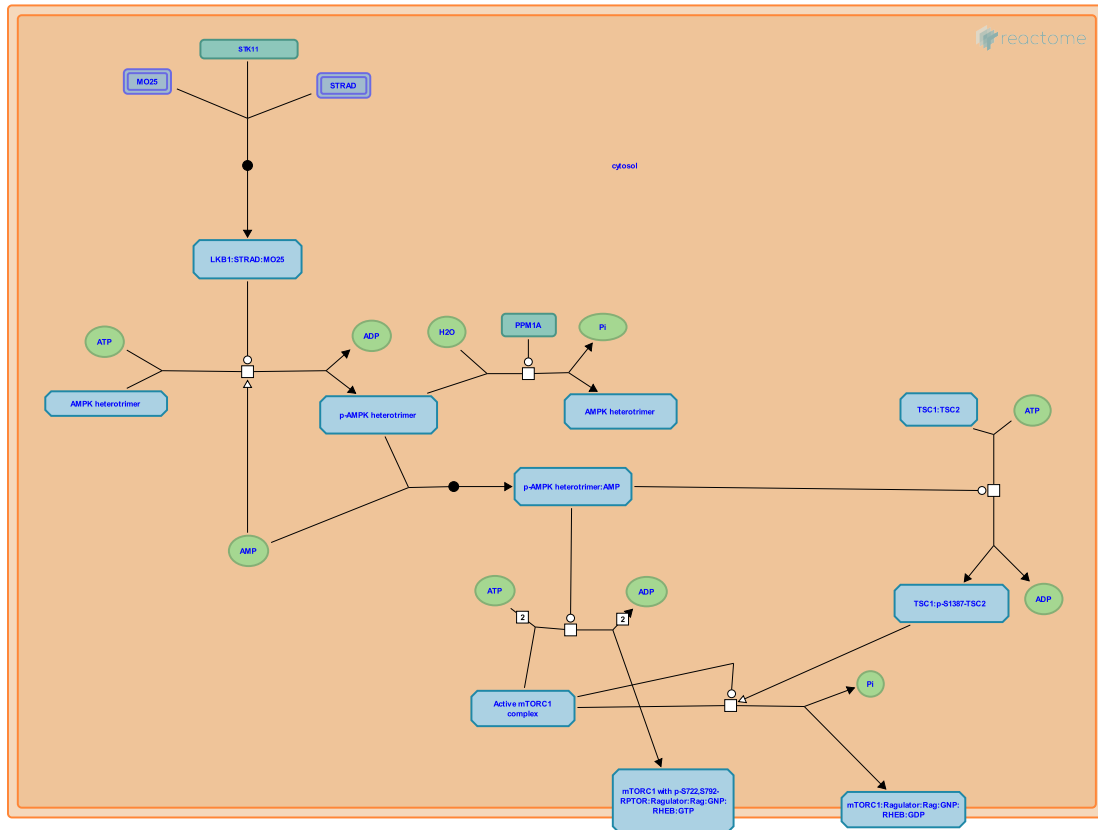 STK11
reactome
MO25
STRAD
cytosol
LKB1:STRAD:MO25
ATP
ADP
H2O
PPM1A
Pi
AMPK heterotrimer
p-AMPK heterotrimer
AMPK heterotrimer
TSC1:TSC2
ATP
p-AMPK heterotrimer:AMP
AMP
ATP
ADP
TSC1:p-S1387-TSC2
ADP
2
2
Active mTORC1
complex
Pi
mTORC1 with p-S722,S792-
RPTOR:Ragulator:Rag:GNP:
RHEB:GTP
mTORC1:Ragulator:Rag:GNP:
RHEB:GDP